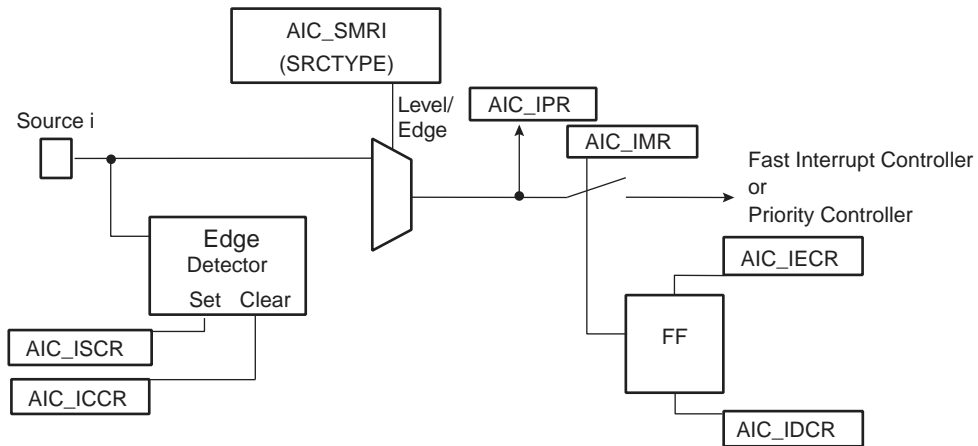 AIC_SMRI
(SRCTYPE)
Source i
Level/
Edge
AIC_IPR
AIC_IMR
Fast Interrupt Controller
or
Priority Controller
Edge
Detector
Set Clear
AIC_IECR
FF
AIC_ISCR
AIC_ICCR
AIC_IDCR